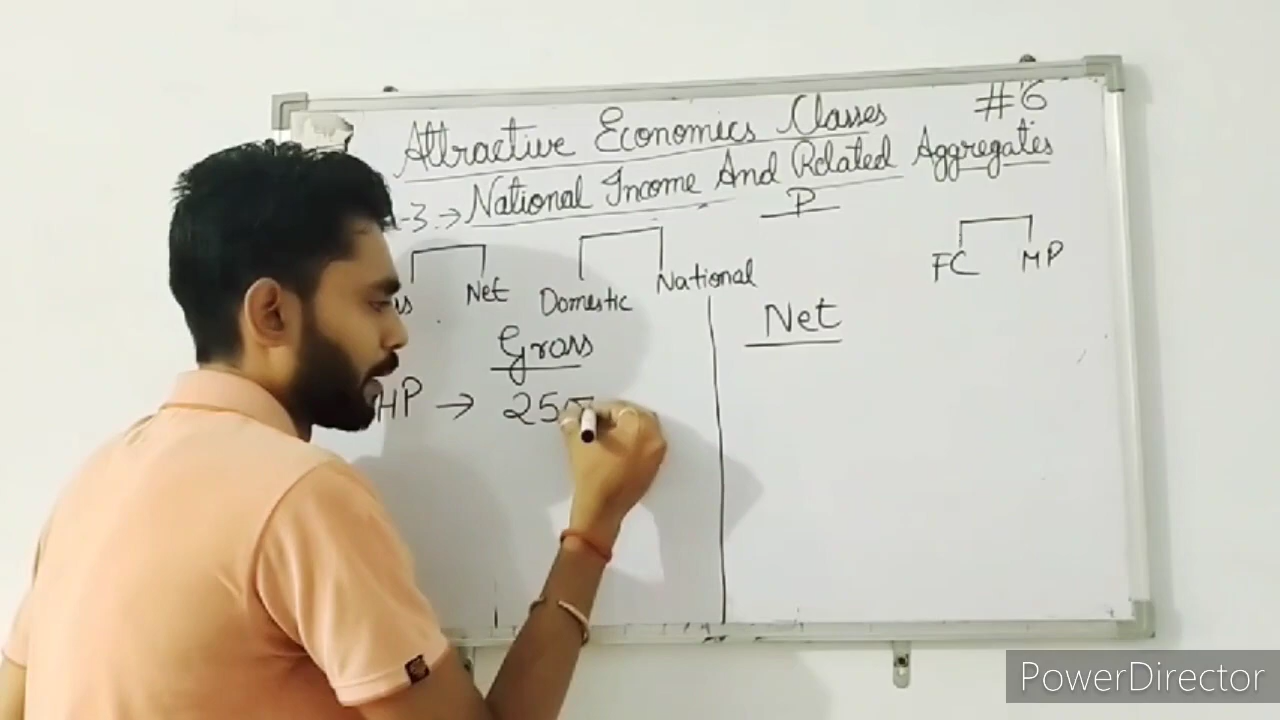 #6
Attractive Economics Classes
-3.→ National Income And Related Aggregates
P
Net Domestic National FC MP
Gross Net
MP → 25
PowerDirector